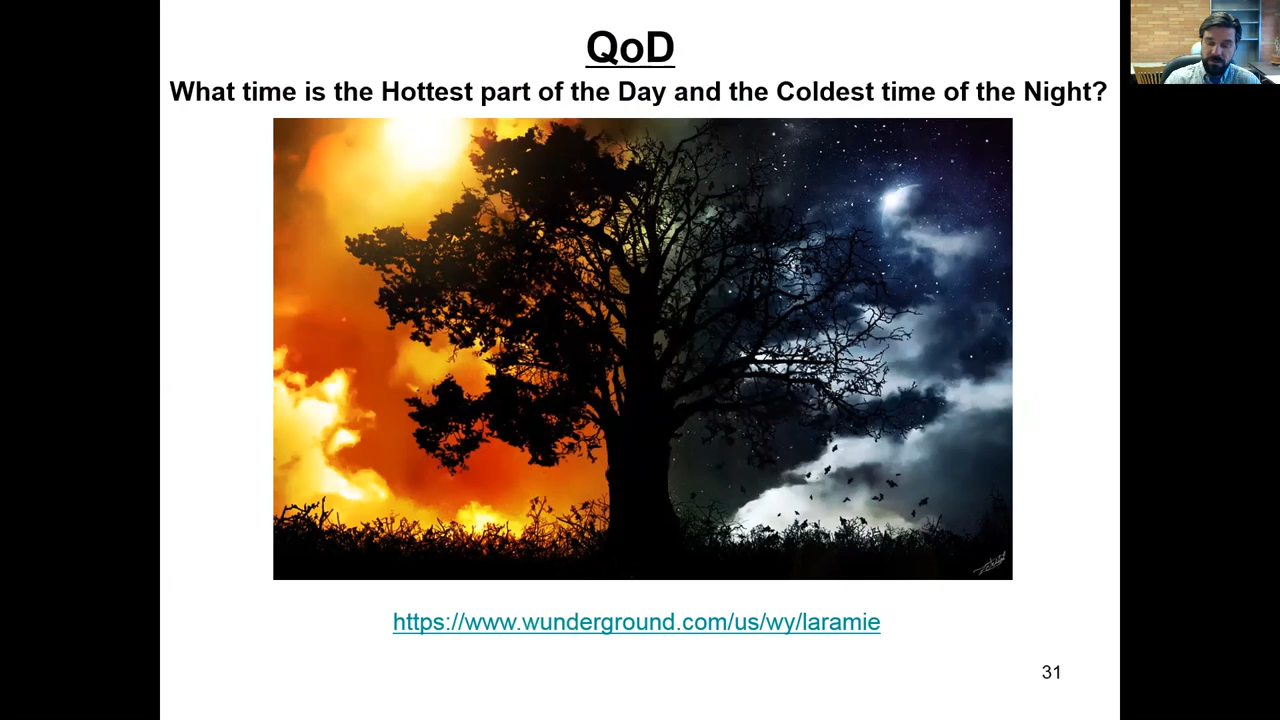 QoD
What time is the Hottest part of the Day and the Coldest time of the Night?
https://www.wunderground.com/us/wy/laramie
31